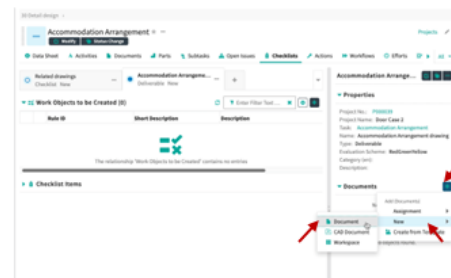 3D Detail design
Accommodation Arrangement
Modify
Status Change
Projects
Data Sheet
Activities
Documents
Parts
Subtasks
Open Issues
Checklists
Actions
Workflows
Efforts
Related drawings
Checklist New
Accommodation Arrangeme...
Deliverable New
Accommodation Arrange...
Work Objects to be Created (0)
Enter Filter Text...
Rule ID
Short Description
Description
The relationship 'Work Objects to be Created' contains no entries
Checklist Items
Properties
Project No.: P000039
Project Name: Door Case 2
Task: Accommodation Arrangement
Name: Accommodation Arrangement drawing
Type: Deliverable
Evaluation Scheme: RedGreenYellow
Category (en):
Description:
Documents
Add (Documents)
Assignment
New
Create from Template
Document
CAD Document
Workspace
objects found.